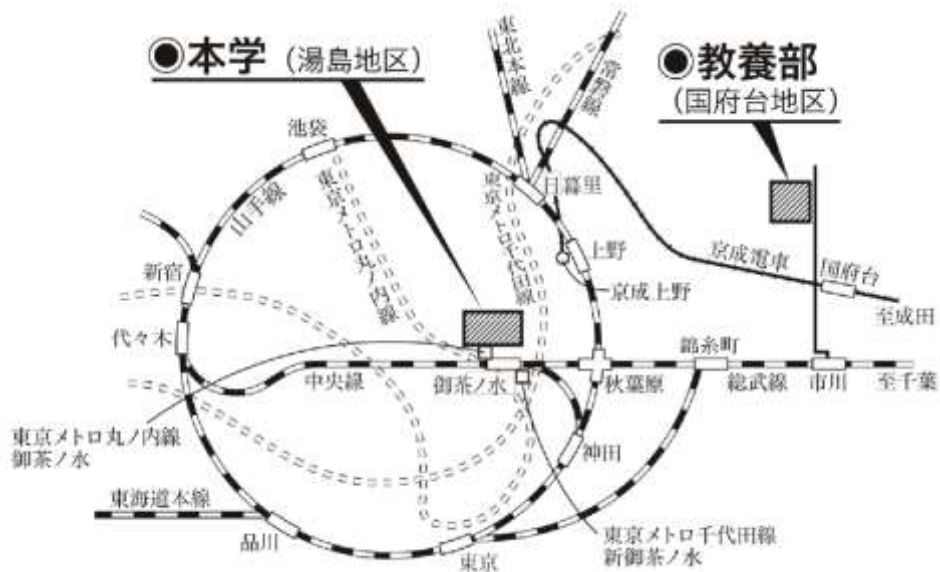 ◉本学（湯島地区）
◉教養部
（国府台地区）
東北本線
常磐線
池袋
山手線
東京メトロ丸ノ内線
東京メトロ千代田線
日暮里
上野
京成上野
京成電車
国府台
至成田
新宿
代々木
中央線
御茶ノ水
秋葉原
錦糸町
総武線
市川
至千葉
東京メトロ丸ノ内線
御茶ノ水
神田
東海道本線
品川
東京
東京メトロ千代田線
新御茶ノ水